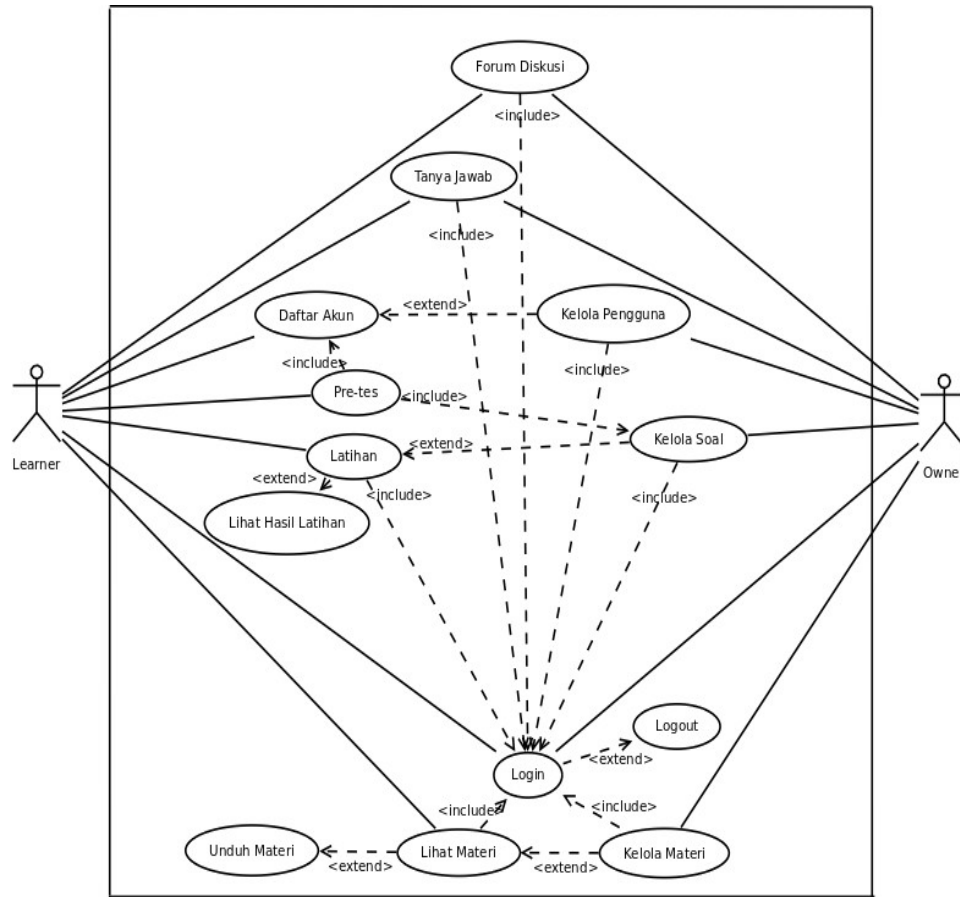 Forum Diskusi
<include>
Tanya Jawab
<include>
Daftar Akun
<extend>
Kelola Pengguna
<include>
<include>
Pre-tes
<include>
Kelola Soal
<extend>
Latihan
Learner
Owner
<extend>
<include>
<include>
Lihat Hasil Latihan
Logout
<extend>
Login
<include>
<include>
Unduh Materi
<extend>
Lihat Materi
<extend>
Kelola Materi